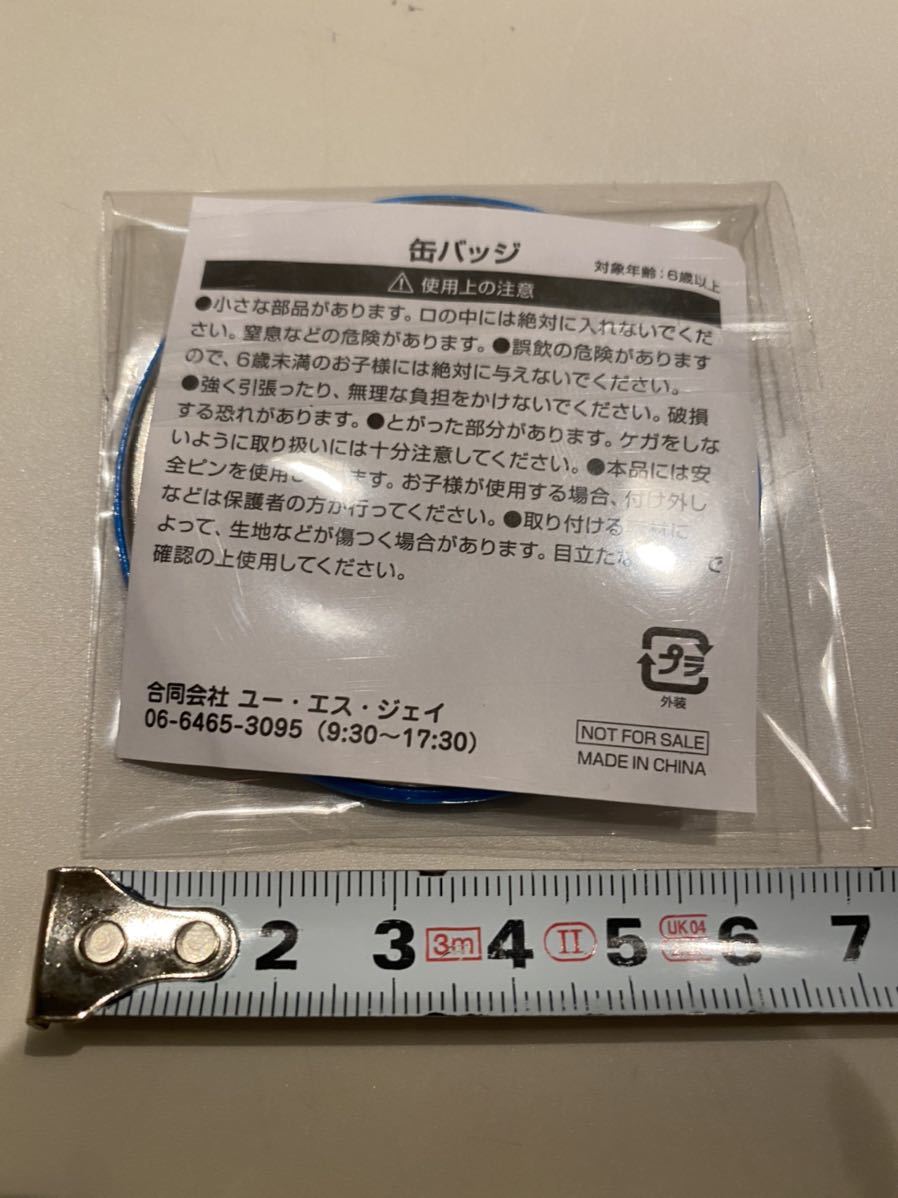 缶バッジ
対象年齢：6歳以上
⚠ 使用上の注意
●小さな部品があります。口の中には絶対に入れないでくだ
さい。窒息などの危険があります。●誤飲の危険があります
ので、6歳未満のお子様には絶対に与えないでください。
●強く引張ったり、無理な負担をかけないでください。破損
する恐れがあります。●とがった部分があります。ケガをしな
いように取り扱いには十分注意してください。●本品には安
全ピンを使用 ます。お子様が使用する場合、付け外し
などは保護者の方が行ってください。●取り付ける に
よって、生地などが傷つく場合があります。目立たな で
確認の上使用してください。
プラ
外装
合同会社 ユー・エス・ジェイ
06-6465-3095（9:30〜17:30）
NOT FOR SALE
MADE IN CHINA
2 3 3m 4 II 5 UK04 6 7